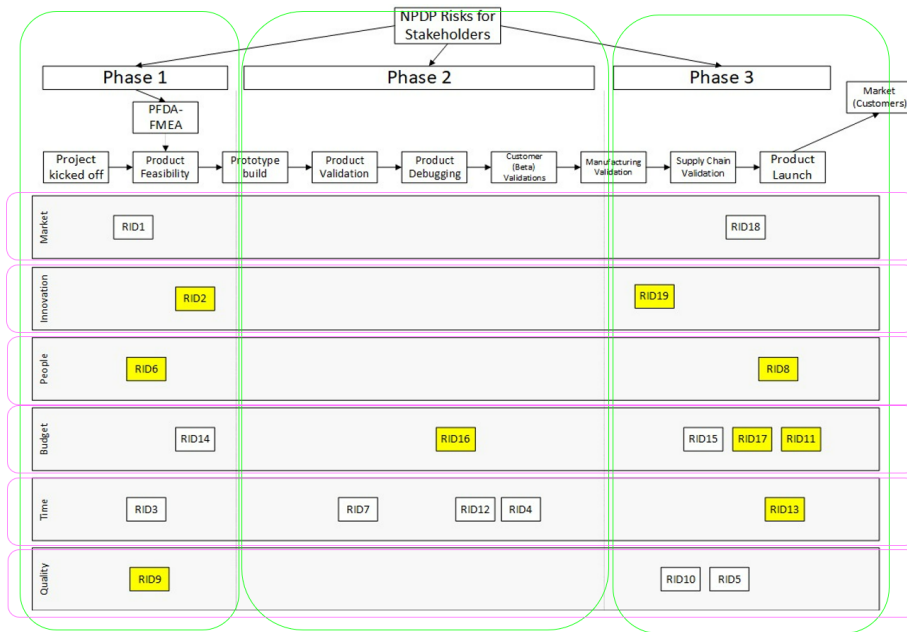 NPDP Risks for
Stakeholders
Phase 1
Phase 2
Phase 3
Market
(Customers)
PFDA-
FMEA
Project
kicked off
Product
Feasibility
Prototype
build
Product
Validation
Product
Debugging
Customer
(Beta)
Validations
Manufacturing
Validation
Supply Chain
Validation
Product
Launch
Market
RID1
RID18
Innovation
RID2
RID19
People
RID6
RID8
Budget
RID14
RID16
RID15
RID17
RID11
Time
RID3
RID7
RID12
RID4
RID13
Quality
RID9
RID10
RID5